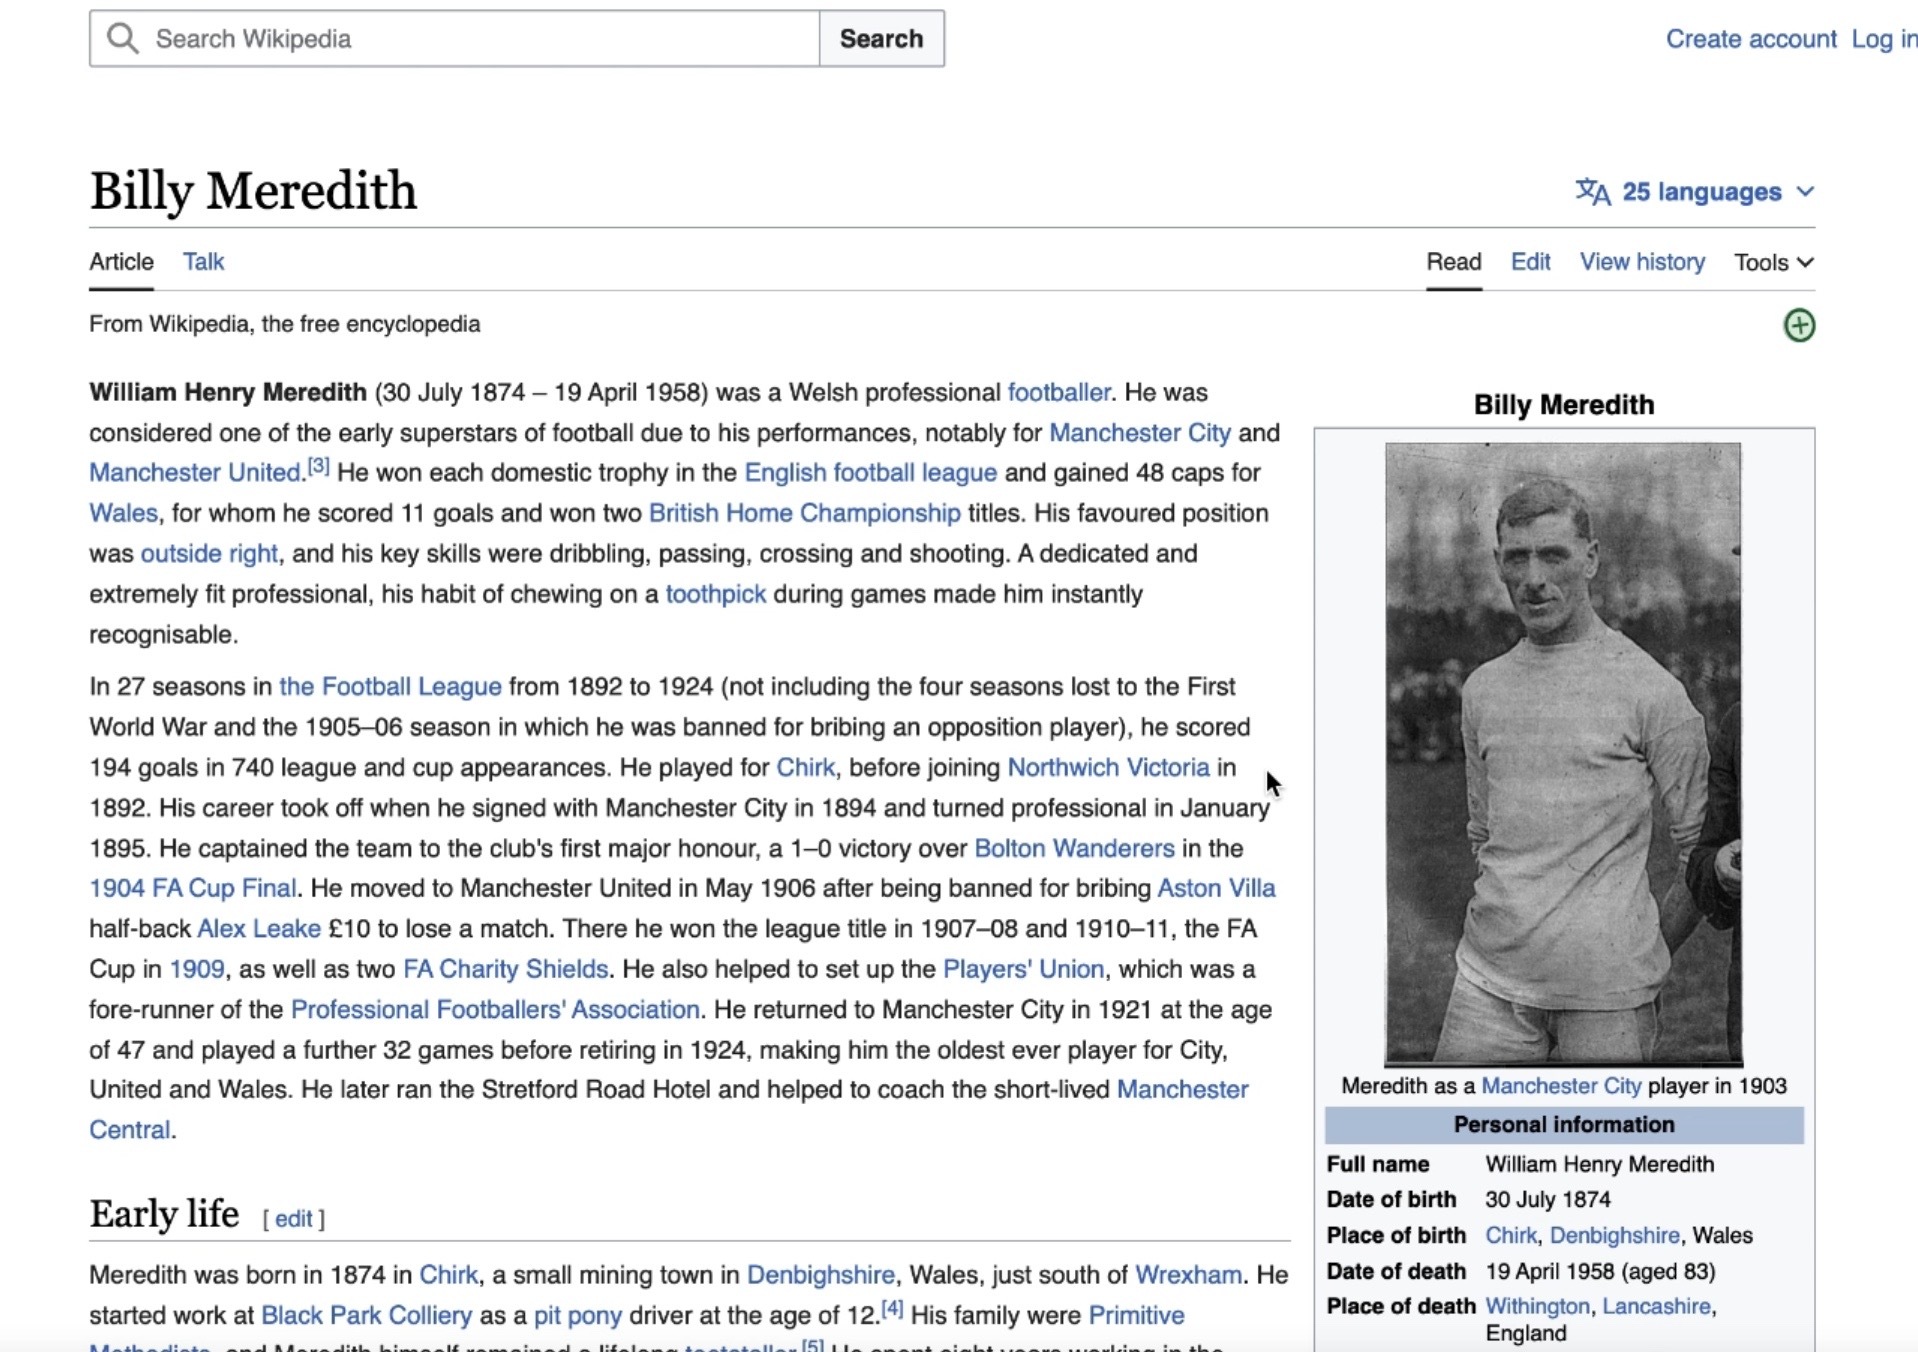 Search Wikipedia
Search
Create account Log in
Billy Meredith
25 languages
Article Talk
Read Edit View history Tools
From Wikipedia, the free encyclopedia
William Henry Meredith (30 July 1874 – 19 April 1958) was a Welsh professional footballer. He was
considered one of the early superstars of football due to his performances, notably for Manchester City and
Manchester United.[3] He won each domestic trophy in the English football league and gained 48 caps for
Wales, for whom he scored 11 goals and won two British Home Championship titles. His favoured position
was outside right, and his key skills were dribbling, passing, crossing and shooting. A dedicated and
extremely fit professional, his habit of chewing on a toothpick during games made him instantly
recognisable.
In 27 seasons in the Football League from 1892 to 1924 (not including the four seasons lost to the First
World War and the 1905–06 season in which he was banned for bribing an opposition player), he scored
194 goals in 740 league and cup appearances. He played for Chirk, before joining Northwich Victoria in
1892. His career took off when he signed with Manchester City in 1894 and turned professional in January
1895. He captained the team to the club's first major honour, a 1–0 victory over Bolton Wanderers in the
1904 FA Cup Final. He moved to Manchester United in May 1906 after being banned for bribing Aston Villa
half-back Alex Leake £10 to lose a match. There he won the league title in 1907–08 and 1910–11, the FA
Cup in 1909, as well as two FA Charity Shields. He also helped to set up the Players' Union, which was a
fore-runner of the Professional Footballers' Association. He returned to Manchester City in 1921 at the age
of 47 and played a further 32 games before retiring in 1924, making him the oldest ever player for City,
United and Wales. He later ran the Stretford Road Hotel and helped to coach the short-lived Manchester
Central.
Early life [ edit ]
Meredith was born in 1874 in Chirk, a small mining town in Denbighshire, Wales, just south of Wrexham. He
started work at Black Park Colliery as a pit pony driver at the age of 12.[4] His family were Primitive
Methodists, and Meredith himself remained a lifelong teetotaller.[5] He spent eight years working in the
Billy Meredith
Meredith as a Manchester City player in 1903
Personal information
Full name William Henry Meredith
Date of birth 30 July 1874
Place of birth Chirk, Denbighshire, Wales
Date of death 19 April 1958 (aged 83)
Place of death Withington, Lancashire,
England